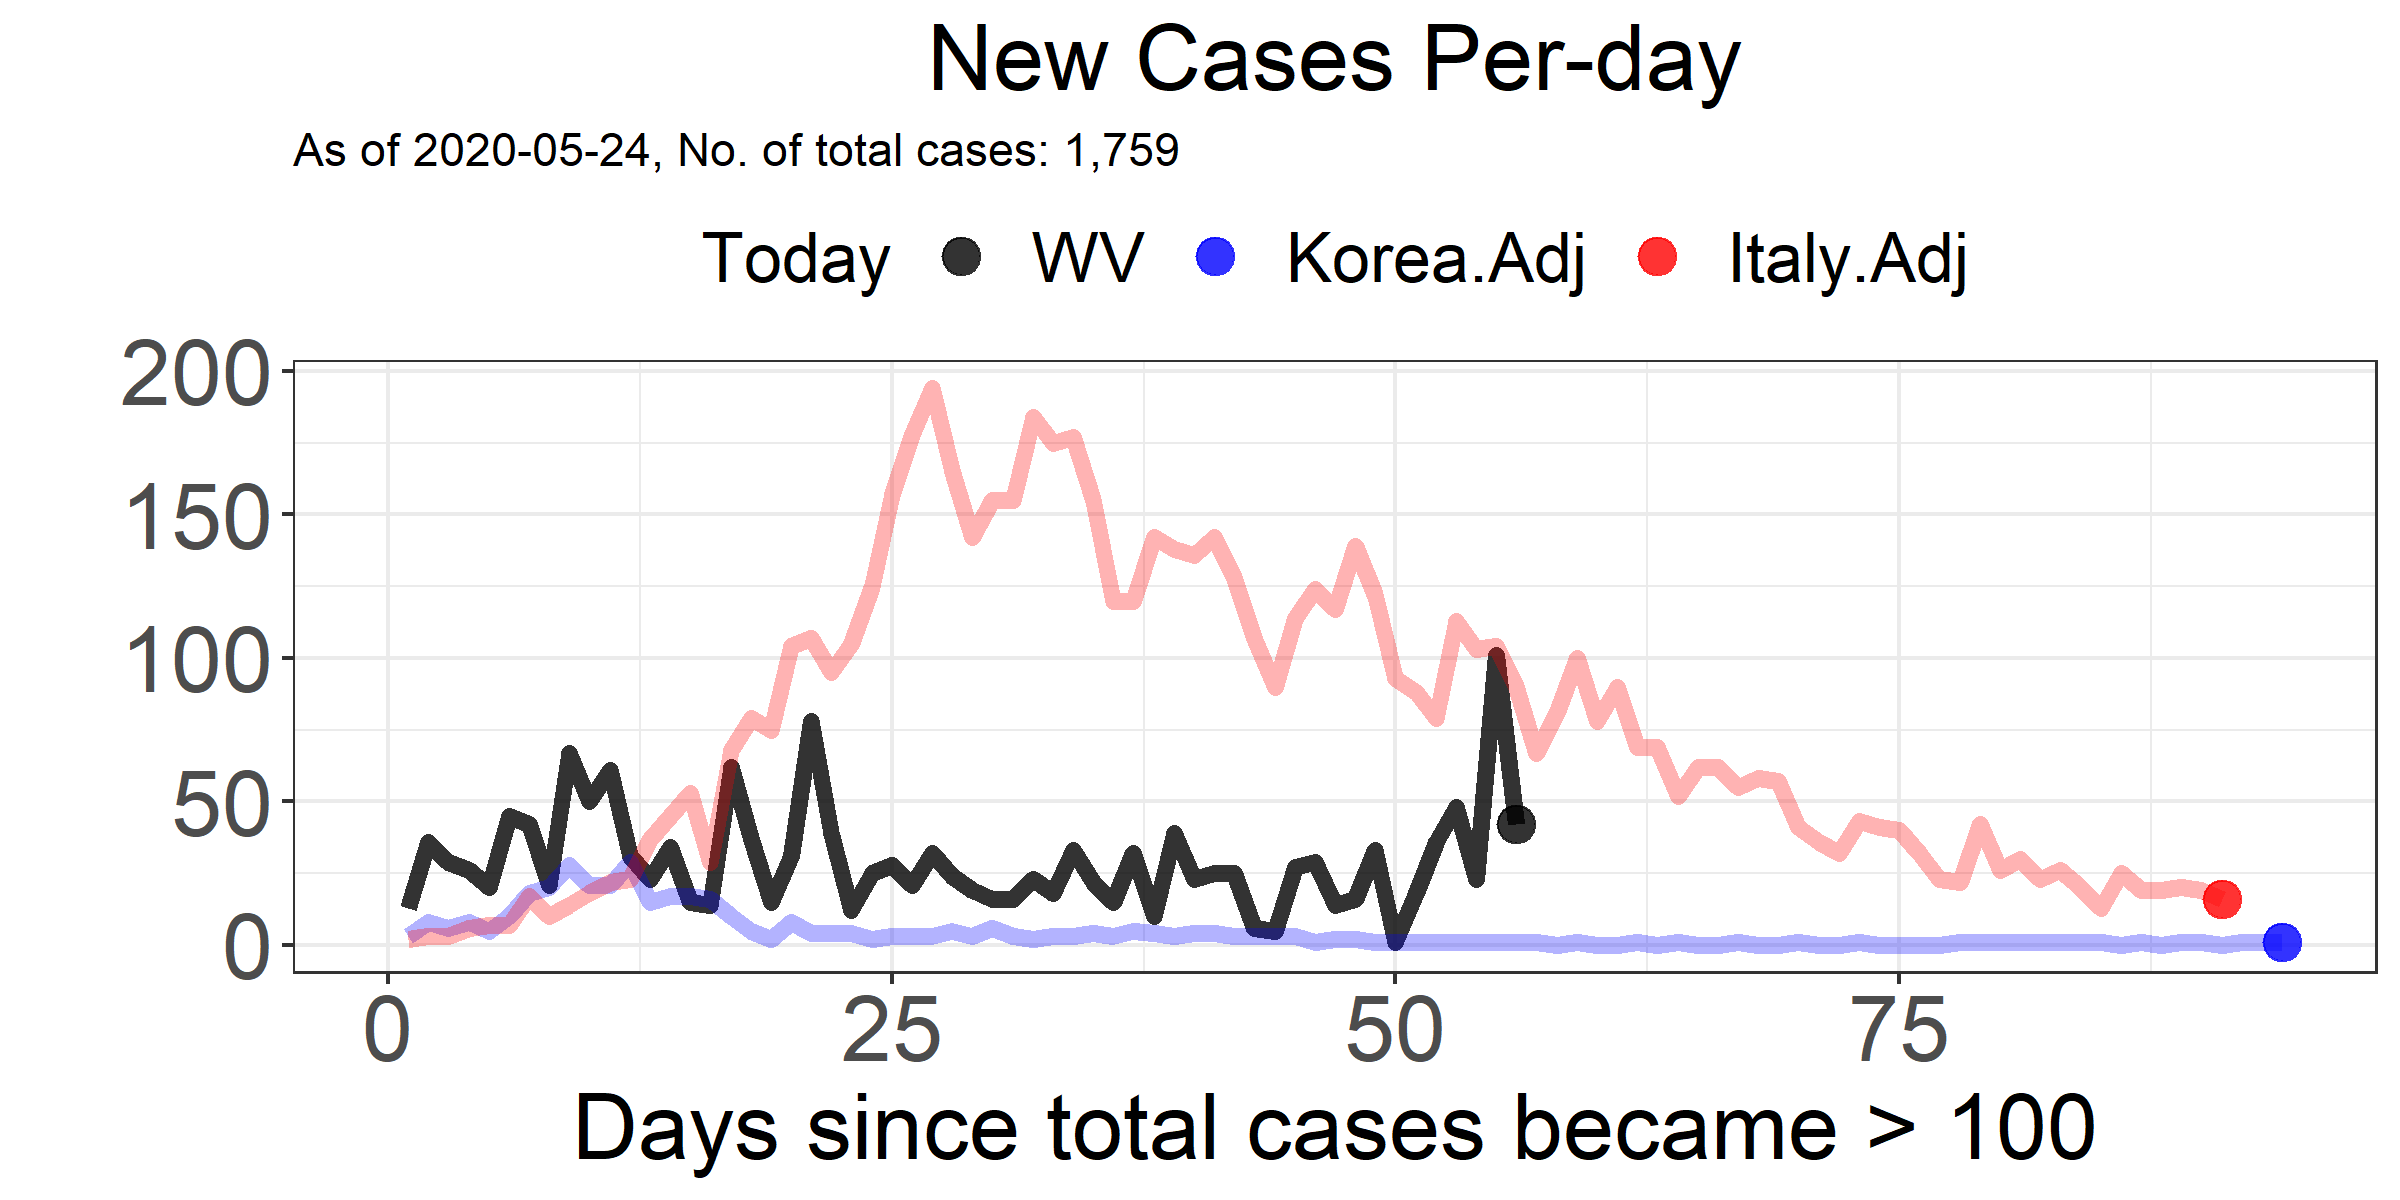 New Cases Per-day
As of 2020-05-24, No. of total cases: 1,759
Today WV Korea.Adj Italy.Adj
200
150
100
50
0
0 25 50 75
Days since total cases became > 100